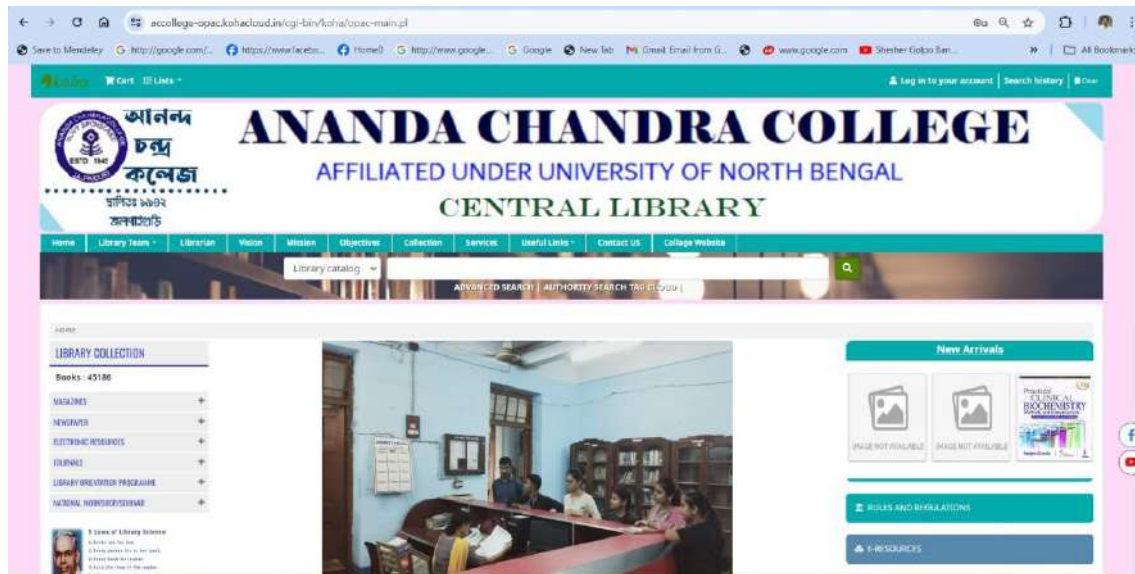 accollege-opac.kohacloud.in/cgi-bin/koha/opac-main.pl
Save to Mendeley http://google.com/... https://www.facebo... Home0 http://www.google... Google New Tab Gmail: Email from G... www.google.com Shesher Golpo Ban... » All Bookmarks
koha Cart Lists Log in to your account Search history Clear
আনন্দ
চন্দ্র
কলেজ
স্থাপিতঃ ১৯৪২
জলপাইগুড়ি
ESTD 1942
ANANDA CHANDRA COLLEGE
AFFILIATED UNDER UNIVERSITY OF NORTH BENGAL
CENTRAL LIBRARY
Home Library Team Librarian Vision Mission Objectives Collection Services Useful Links Contact US Collage Website
Library catalog
ADVANCED SEARCH | AUTHORITY SEARCH TAG CLOUD |
HOME
LIBRARY COLLECTION
Books : 45186
MAGAZINES +
NEWSPAPER +
ELECTRONIC RESOURCES +
JOURNALS +
LIBRARY ORIENTATION PROGRAMME +
NATIONAL WORKSHOP/SEMINAR +
5 Laws of Library Science
New Arrivals
IMAGE NOT AVAILABLE IMAGE NOT AVAILABLE
Practical
CLINICAL
BIOCHEMISTRY
RULES AND REGULATIONS
E-RESOURCES